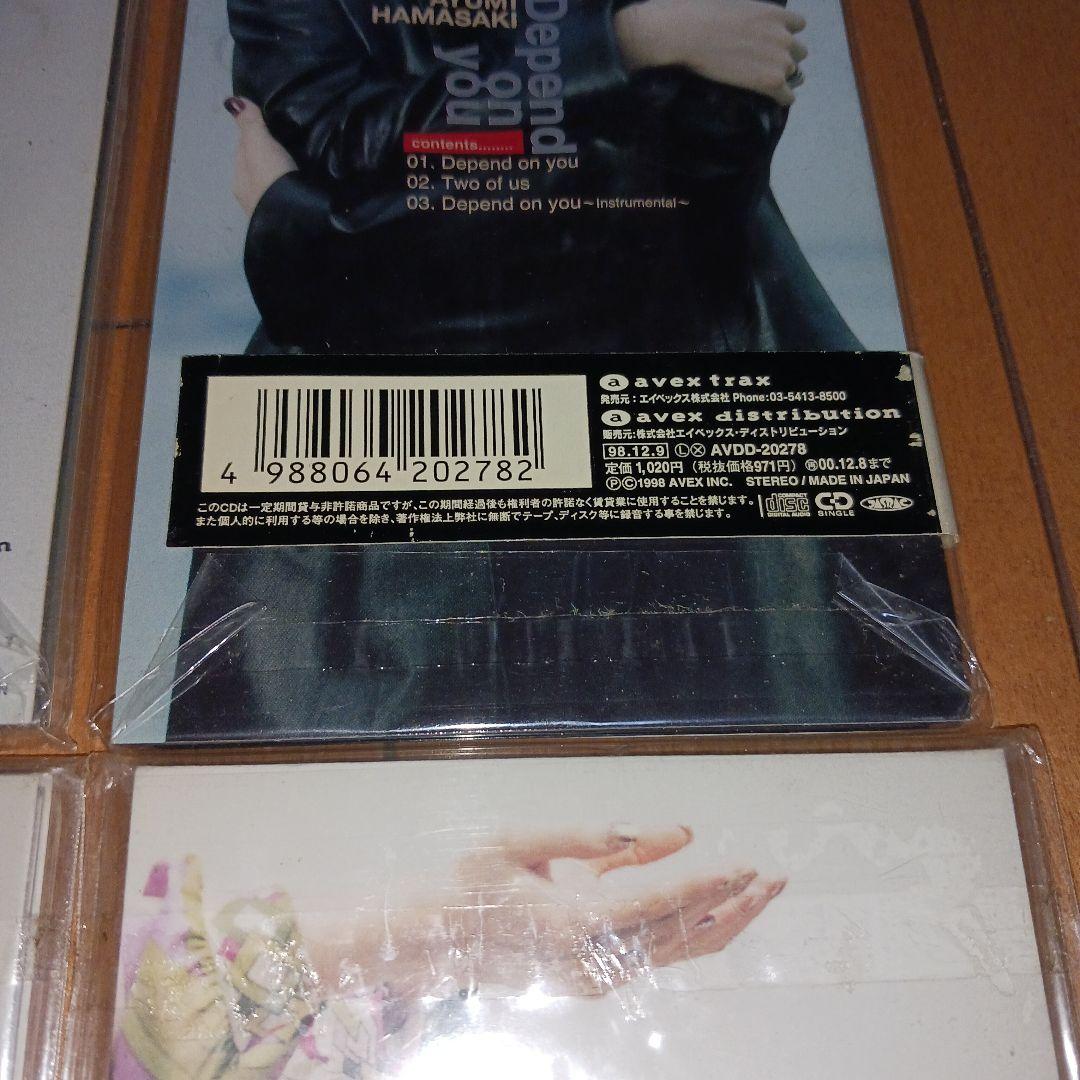 AYUMI
HAMASAKI
Depend
on
you
contents........
01. Depend on you
02. Two of us
03. Depend on you~Instrumental~
4 988064 202782
a avex trax
発売元：エイベックス株式会社 Phone:03-5413-8500
a avex distribution
販売元:株式会社エイベックス・ディストリビューション
98.12.9 Ⓛ Ⓧ AVDD-20278
定価 1,020円 (税抜価格971円) 再00.12.8まで
ⓅⒸ1998 AVEX INC. STEREO / MADE IN JAPAN
このCDは一定期間貸与非許諾商品ですが、この期間経過後も権利者の許諾なく賃貸業に使用することを禁じます。
また個人的に利用する等の場合を除き、著作権法上弊社に無断でテープ、ディスク等に録音する事を禁じます。
COMPACT
disc
DIGITAL AUDIO
CD
SINGLE
JASRAC
n
N